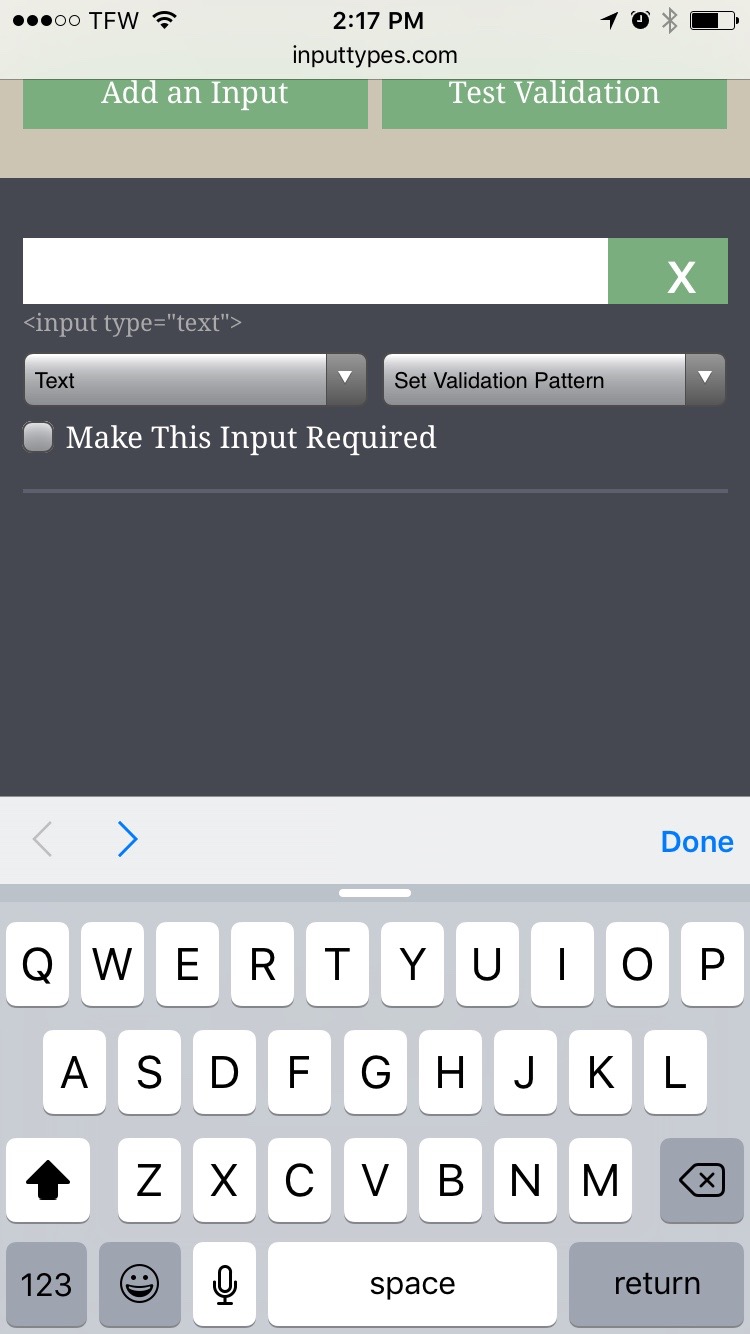 TFW 2:17 PM
inputtypes.com
Add an Input Test Validation
X
<input type="text">
Text Set Validation Pattern
Make This Input Required
Done
Q W E R T Y U I O P
A S D F G H J K L
Z X C V B N M
123 space return